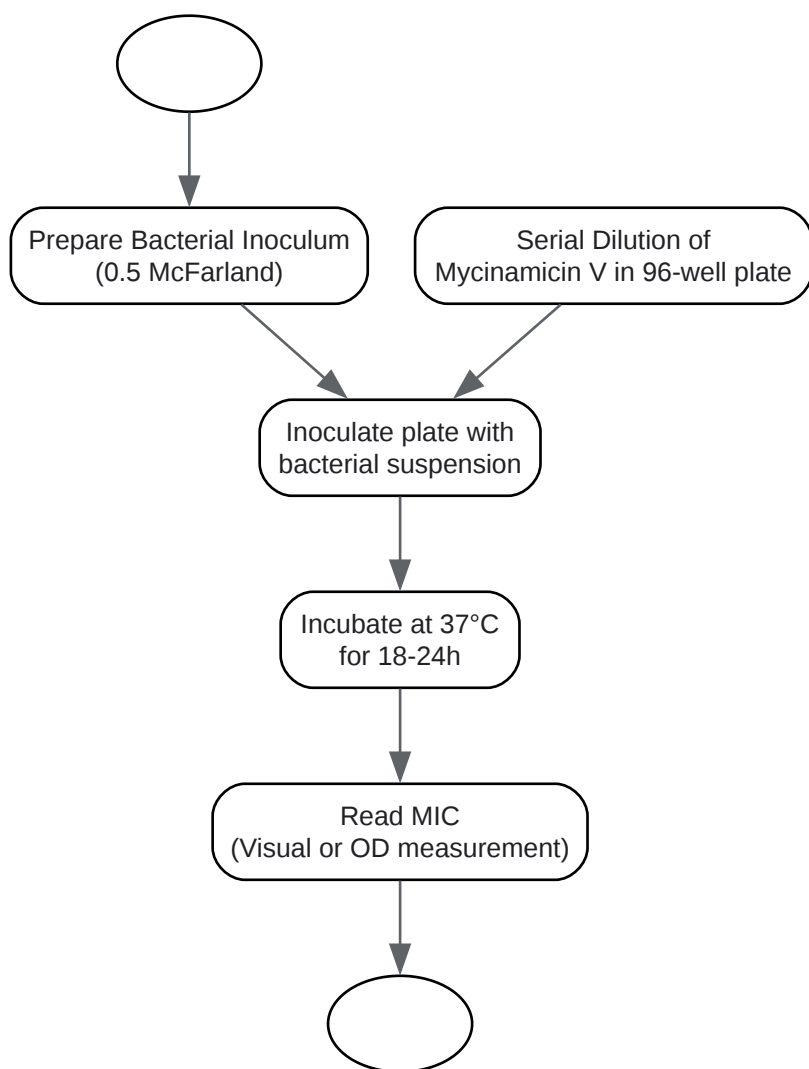 Prepare Bacterial Inoculum
(0.5 McFarland)
Serial Dilution of
Mycinamicin V in 96-well plate
Inoculate plate with
bacterial suspension
Incubate at 37°C
for 18-24h
Read MIC
(Visual or OD measurement)